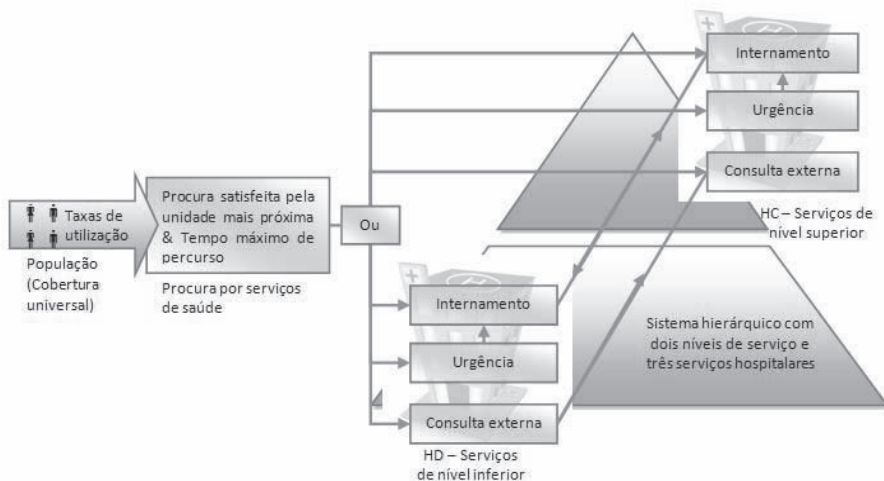 Taxas de
utilização
População
(Cobertura
universal)
Procura satisfeita pela
unidade mais próxima
& Tempo máximo de
percurso
Procura por serviços
de saúde
Ou
Internamento
Urgência
Consulta externa
HC – Serviços de
nível superior
H
Internamento
Urgência
Consulta externa
HD – Serviços
de nível inferior
H
Sistema hierárquico com
dois níveis de serviço e
três serviços hospitalares